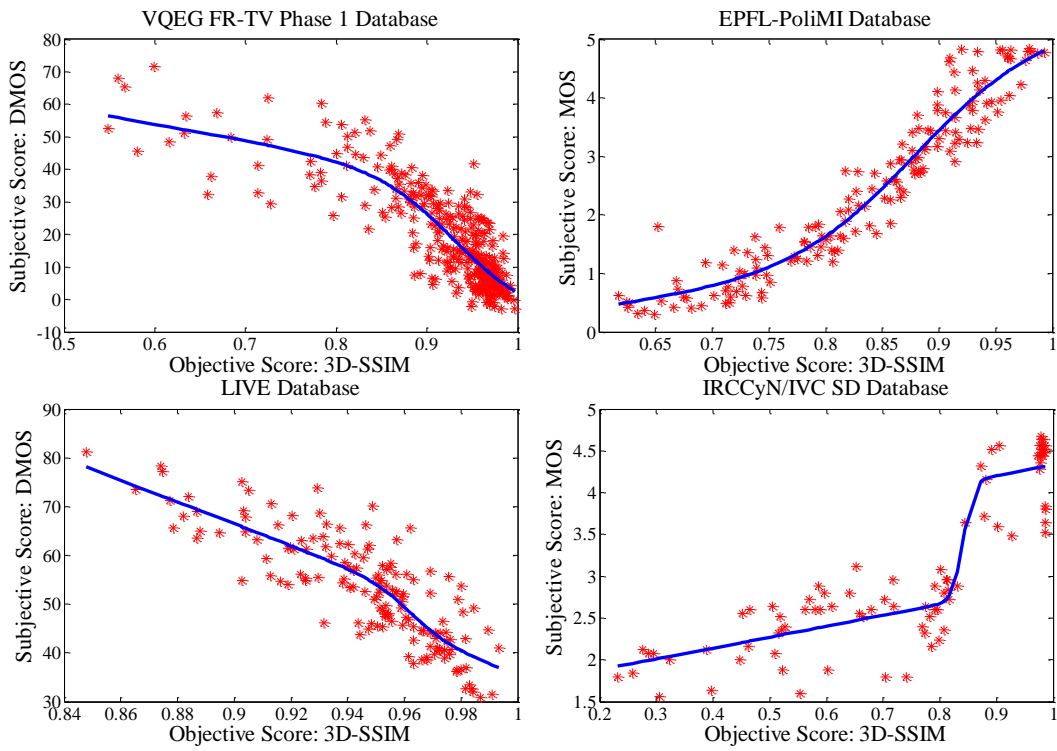 VQEG FR-TV Phase 1 Database
80
70
60
50
40
30
20
10
0
-10
Subjective Score: DMOS
0.5 0.6 0.7 0.8 0.9 1
Objective Score: 3D-SSIM
EPFL-PoliMI Database
5
4
3
2
1
0
Subjective Score: MOS
0.65 0.7 0.75 0.8 0.85 0.9 0.95 1
Objective Score: 3D-SSIM
LIVE Database
90
80
70
60
50
40
30
Subjective Score: DMOS
0.84 0.86 0.88 0.9 0.92 0.94 0.96 0.98 1
Objective Score: 3D-SSIM
IRCCyN/IVC SD Database
5
4.5
4
3.5
3
2.5
2
1.5
Subjective Score: MOS
0.2 0.3 0.4 0.5 0.6 0.7 0.8 0.9 1
Objective Score: 3D-SSIM